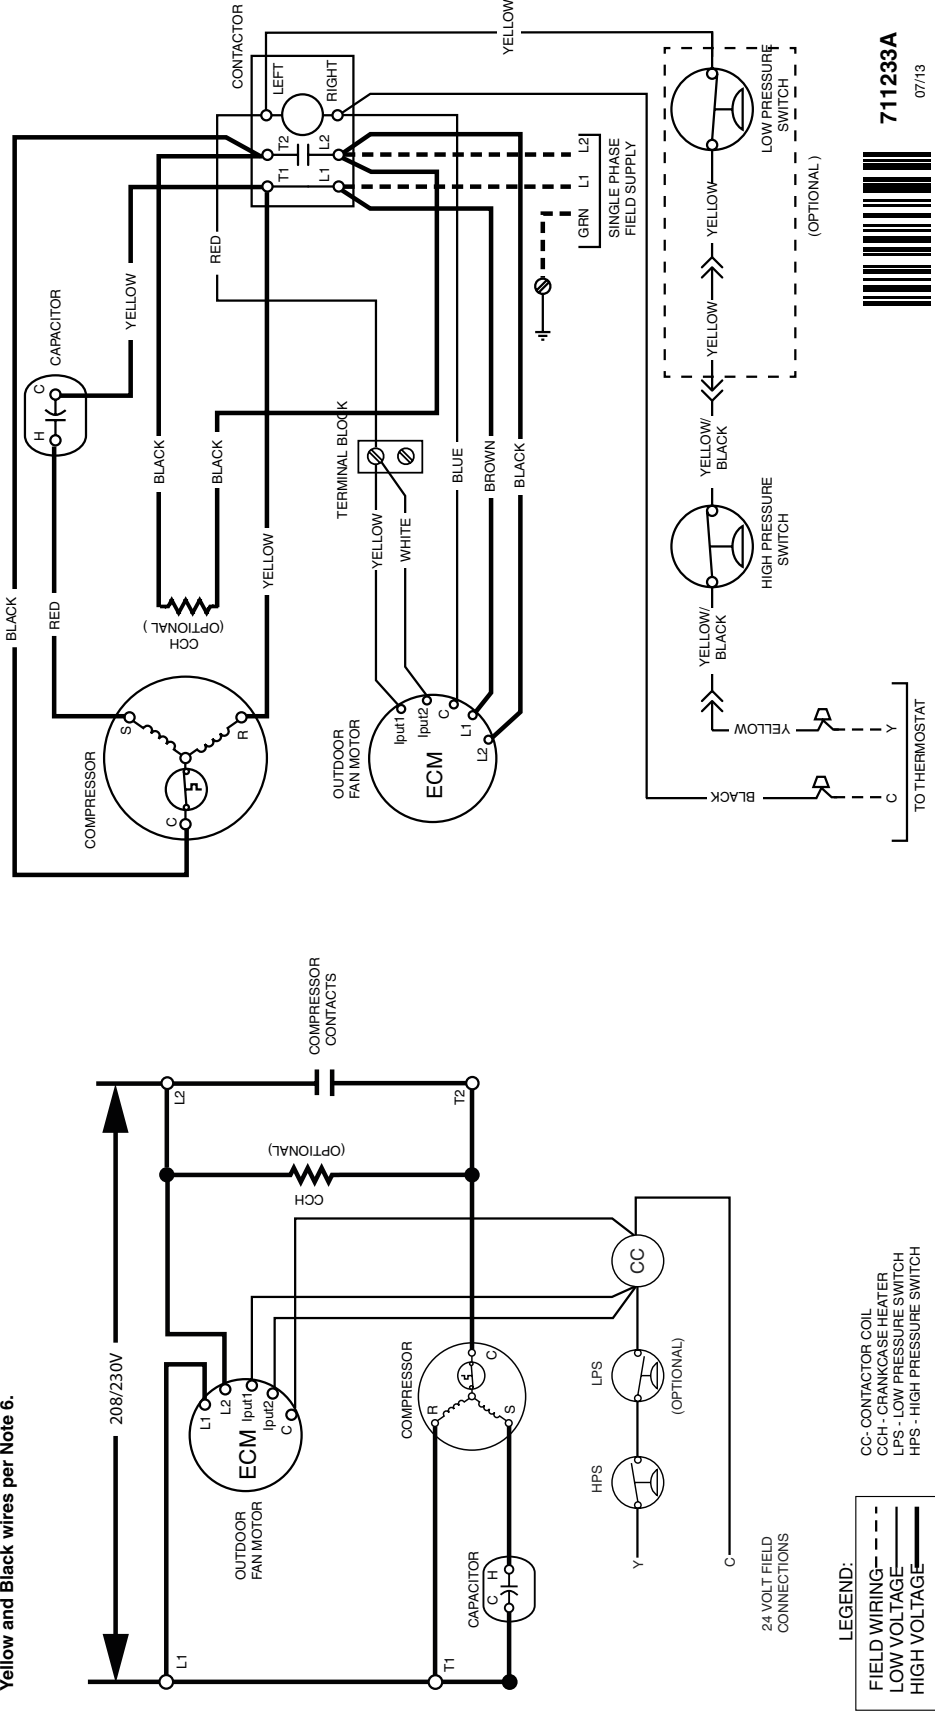 Yellow and Black wires per Note 6.
208/230V
L1
L2
COMPRESSOR
CONTACTS
T2
CCH
(OPTIONAL)
L1
L2
Iput1
Iput2
C
ECM
OUTDOOR
FAN MOTOR
COMPRESSOR
R
S
C
CAPACITOR
C
H
T1
CC
LPS
(OPTIONAL)
HPS
Y
C
24 VOLT FIELD
CONNECTIONS
LEGEND:
FIELD WIRING
LOW VOLTAGE
HIGH VOLTAGE
CC- CONTACTOR COIL
CCH - CRANKCASE HEATER
LPS - LOW PRESSURE SWITCH
HPS - HIGH PRESSURE SWITCH
BLACK
RED
COMPRESSOR
S
R
C
CAPACITOR
H
C
YELLOW
BLACK
BLACK
CCH
(OPTIONAL )
YELLOW
RED
CONTACTOR
LEFT
RIGHT
T2
L2
T1
L1
YELLOW
TERMINAL BLOCK
YELLOW
WHITE
BLUE
BROWN
BLACK
OUTDOOR
FAN MOTOR
Iput1
Iput2
C
L1
L2
ECM
GRN
L1
L2
SINGLE PHASE
FIELD SUPPLY
LOW PRESSURE
SWITCH
(OPTIONAL )
YELLOW
YELLOW
YELLOW/
BLACK
HIGH PRESSURE
SWITCH
YELLOW/
BLACK
YELLOW
BLACK
C
Y
TO THERMOSTAT
711233A
07/13